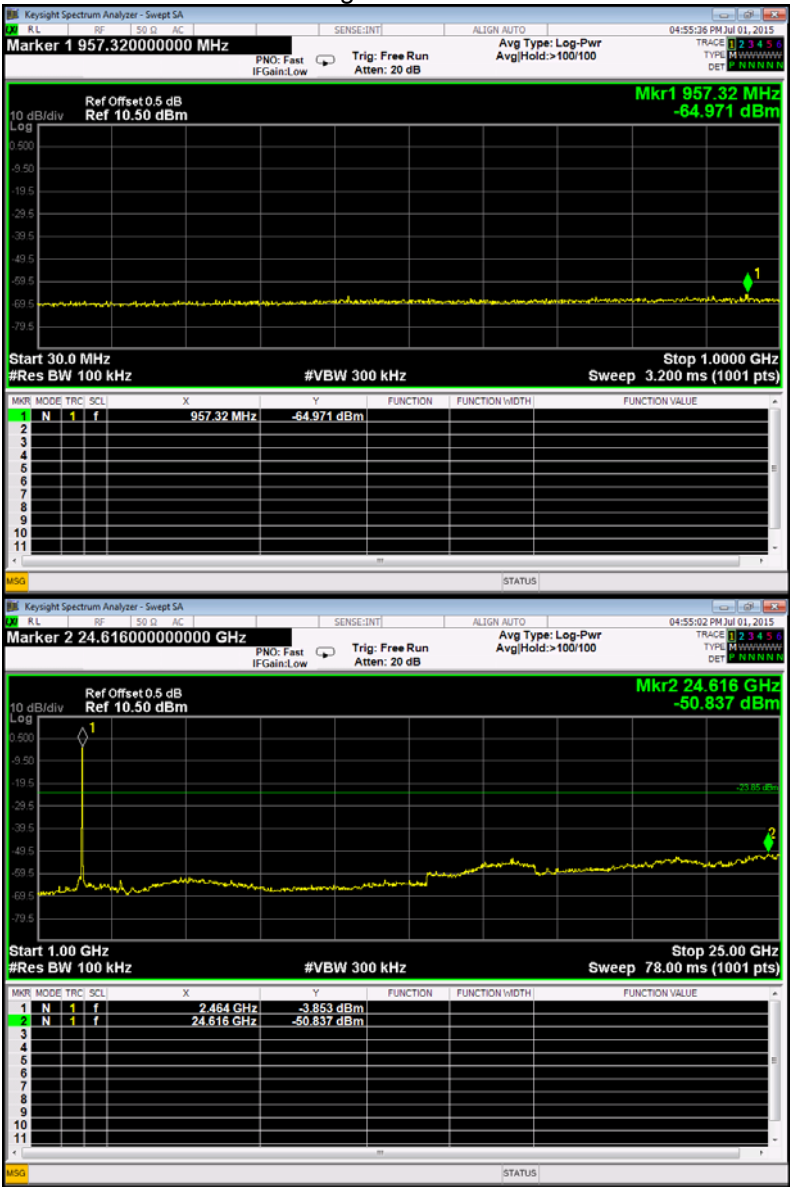 Keysight Spectrum Analyzer - Swept SA
RL RF 50 Ω AC SENSE:INT ALIGN AUTO 04:55:36 PM Jul 01, 2015
Marker 1 957.320000000 MHz
PNO: Fast Trig: Free Run Avg Type: Log-Pwr TRACE 1 2 3 4 5 6
IFGain:Low Atten: 20 dB Avg|Hold:>100/100 TYPE MWWWWW
DET P N N N N N
Mkr1 957.32 MHz
-64.971 dBm
Ref Offset 0.5 dB
10 dB/div Ref 10.50 dBm
Log
0.500
-9.50
-19.5
-29.5
-39.5
-49.5
-59.5
-69.5
-79.5
1
Start 30.0 MHz Stop 1.0000 GHz
#Res BW 100 kHz #VBW 300 kHz Sweep 3.200 ms (1001 pts)
MKR MODE TRC SCL X Y FUNCTION FUNCTION WIDTH FUNCTION VALUE
1 N 1 f 957.32 MHz -64.971 dBm
2
3
4
5
6
7
8
9
10
11
MSG STATUS
Keysight Spectrum Analyzer - Swept SA
RL RF 50 Ω AC SENSE:INT ALIGN AUTO 04:55:02 PM Jul 01, 2015
Marker 2 24.616000000000 GHz
PNO: Fast Trig: Free Run Avg Type: Log-Pwr TRACE 1 2 3 4 5 6
IFGain:Low Atten: 20 dB Avg|Hold:>100/100 TYPE MWWWWW
DET P N N N N N
Mkr2 24.616 GHz
-50.837 dBm
Ref Offset 0.5 dB
10 dB/div Ref 10.50 dBm
Log
0.500
-9.50
-19.5
-29.5
-39.5
-49.5
-59.5
-69.5
-79.5
1
-23.85 dBm
2
Start 1.00 GHz Stop 25.00 GHz
#Res BW 100 kHz #VBW 300 kHz Sweep 78.00 ms (1001 pts)
MKR MODE TRC SCL X Y FUNCTION FUNCTION WIDTH FUNCTION VALUE
1 N 1 f 2.464 GHz -3.853 dBm
2 N 1 f 24.616 GHz -50.837 dBm
3
4
5
6
7
8
9
10
11
MSG STATUS